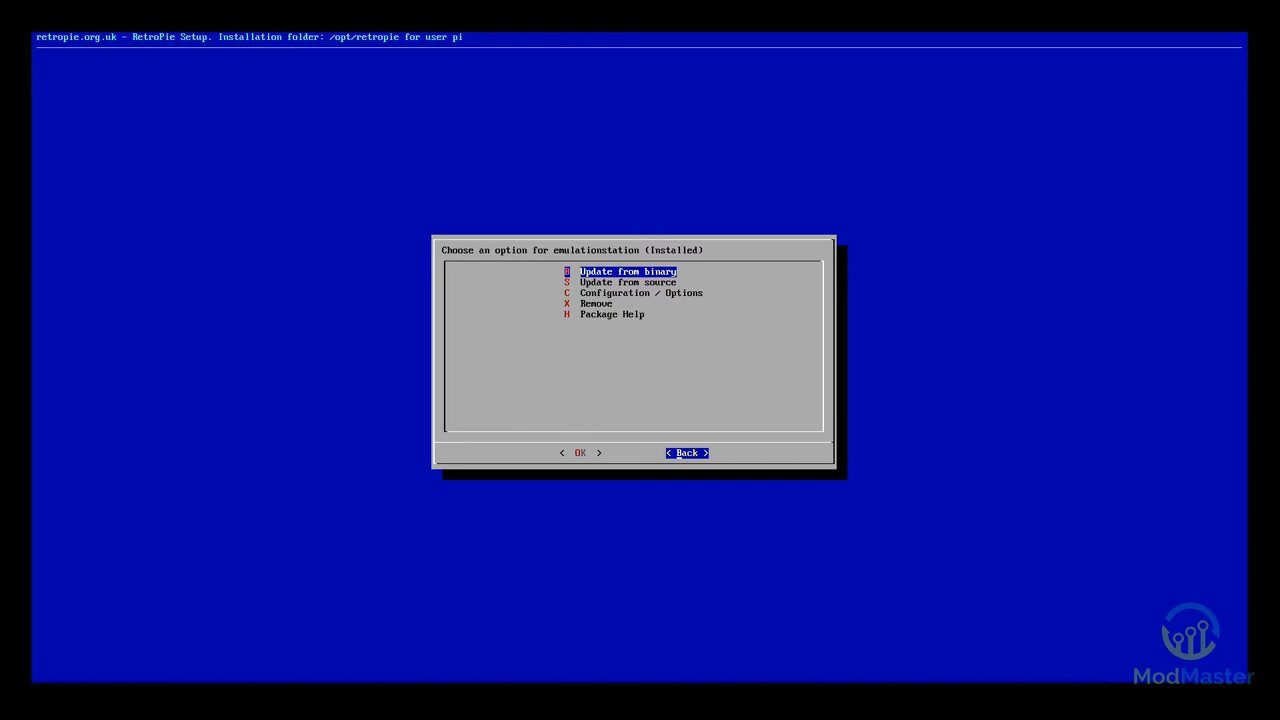 retropie.org.uk - RetroPie Setup. Installation folder: /opt/retropie for user pi
Choose an option for emulationstation (Installed)
B Update from binary
S Update from source
C Configuration / Options
X Remove
H Package Help
< OK > < Back >
ModMaster